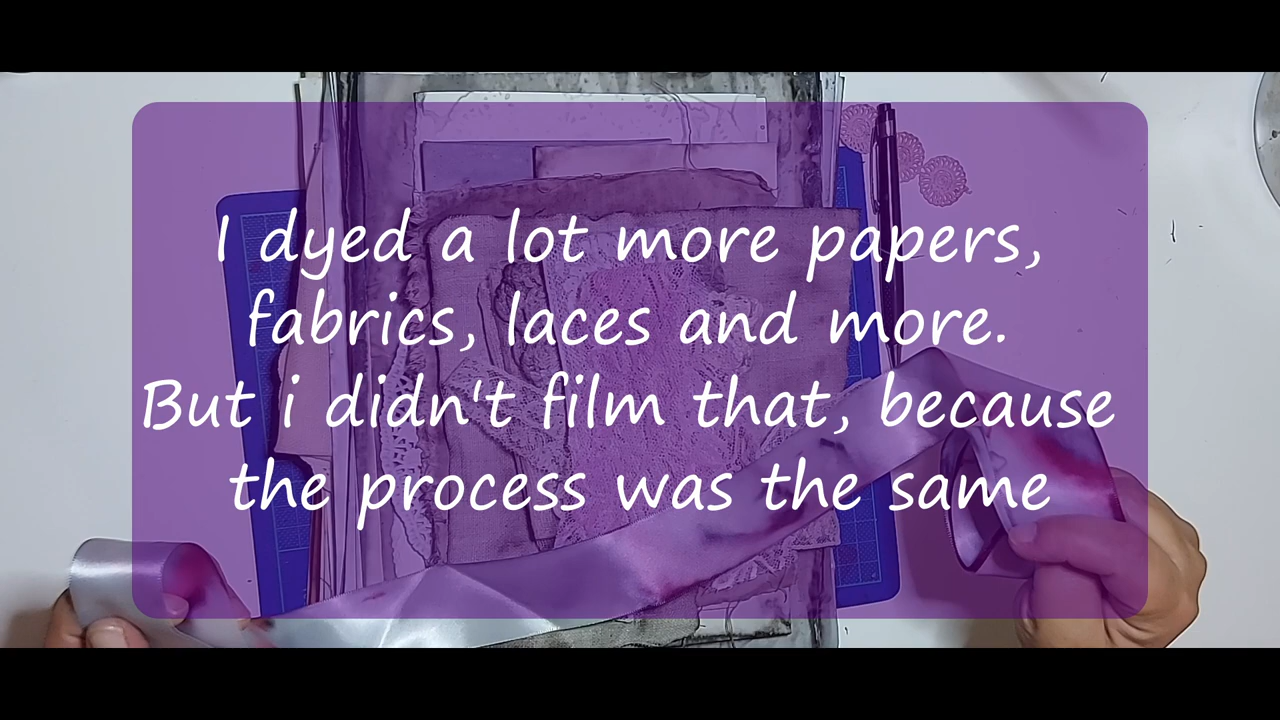 I dyed a lot more papers,
fabrics, laces and more.
But i didn't film that, because
the process was the same